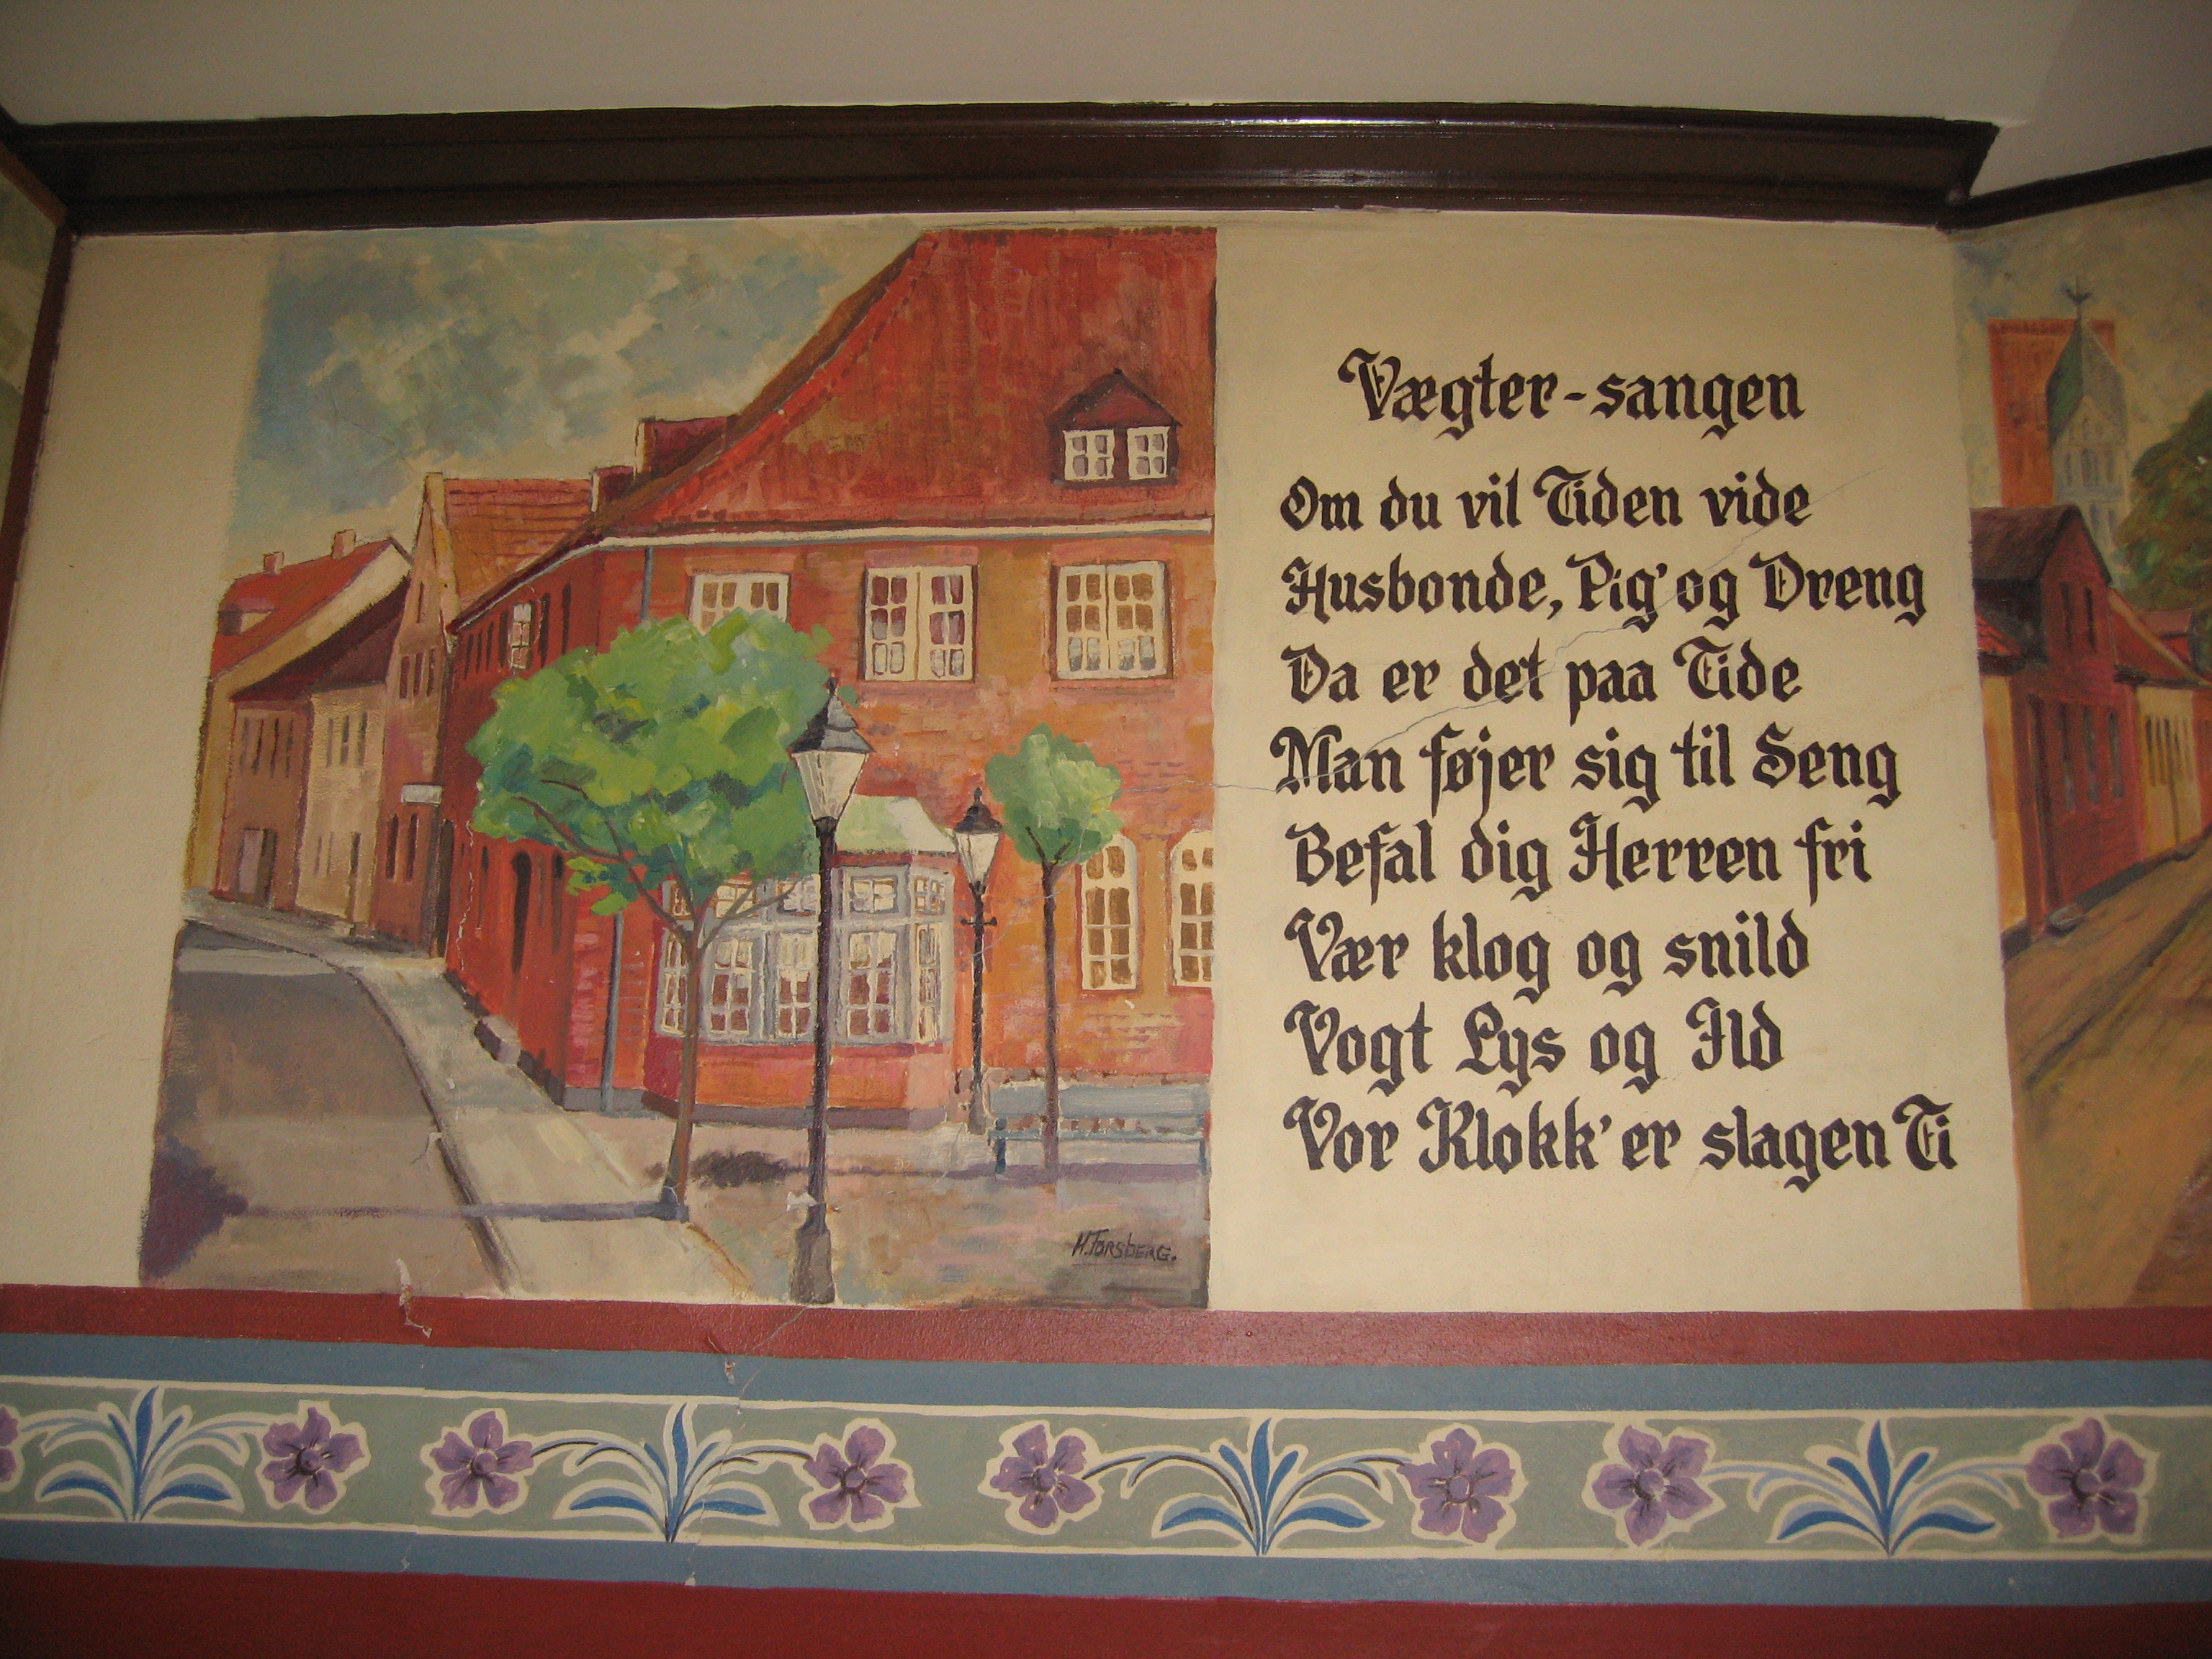 Vægter-sangen
Om du vil Tiden vide
Husbonde, Pig' og Dreng
Da er det paa Tide
Man føjer sig til Seng
Befal dig Herren fri
Vær klog og snild
Vogt Lys og Ild
Vor Klokk' er slagen Ti
H. Forsberg.